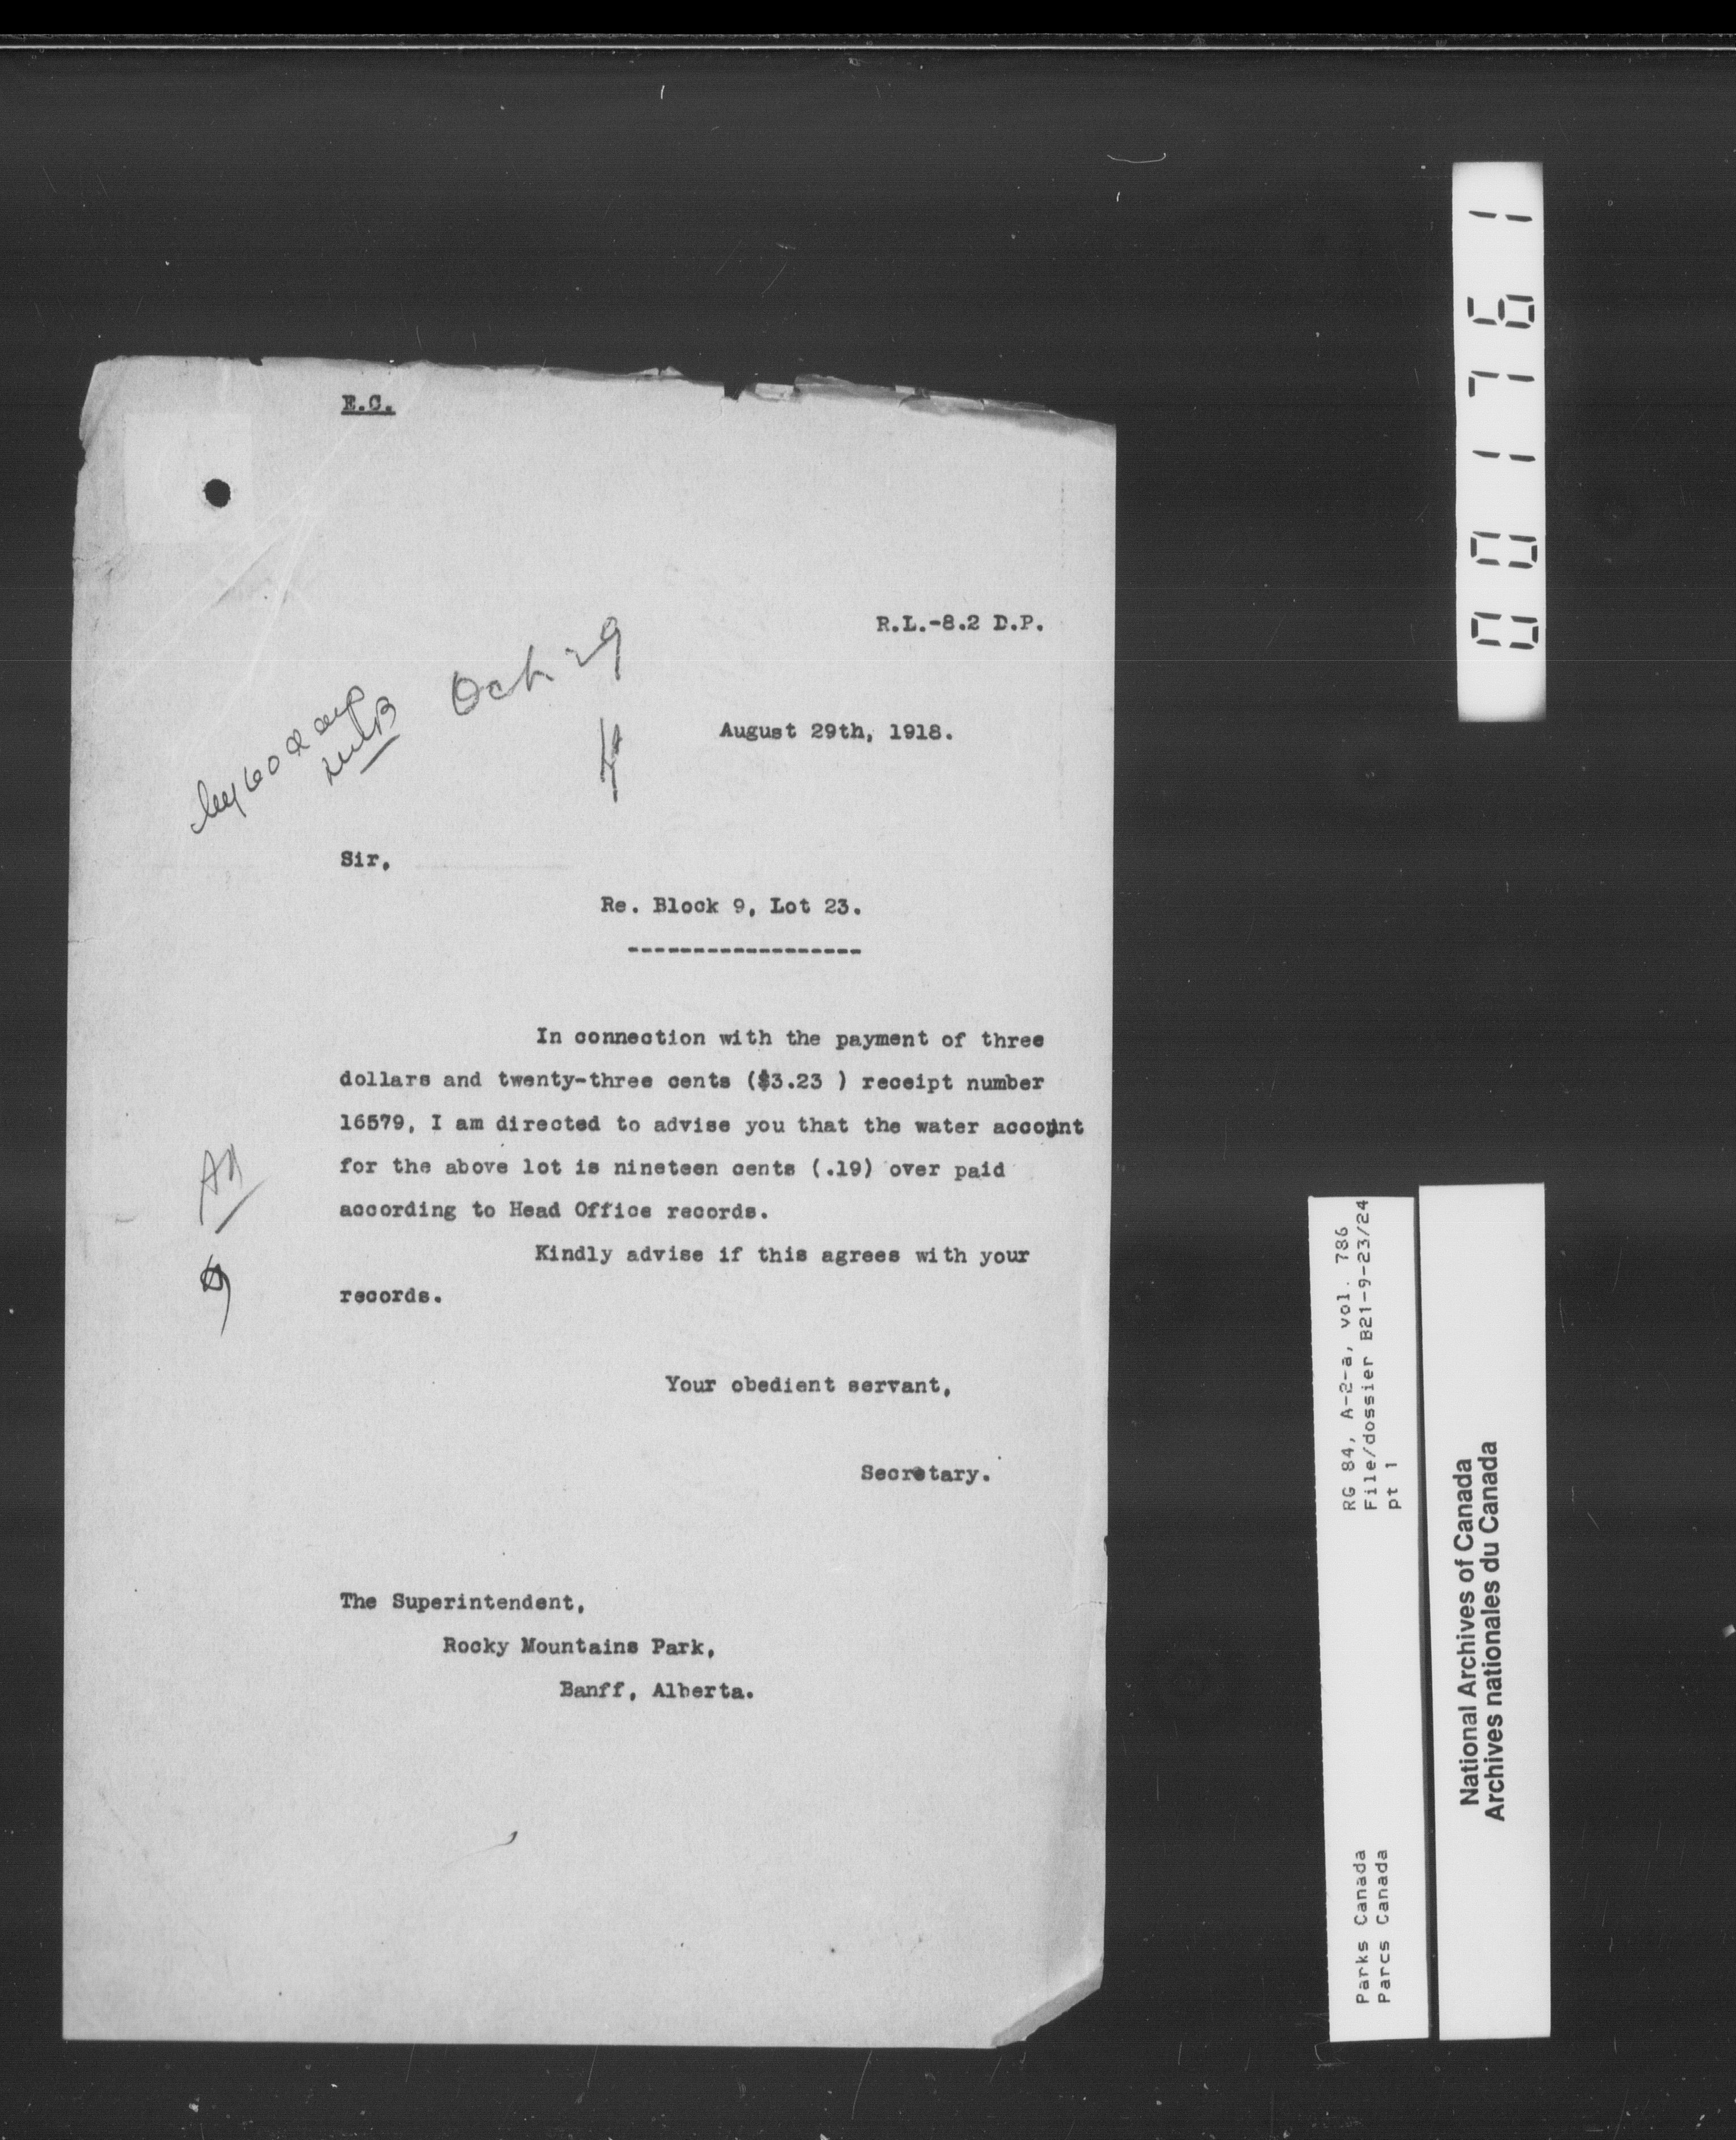 E.C.
R.L.-8.2 D.P.
Oct 29
August 29th, 1918.
Sir,
Re. Block 9, Lot 23.
------------------
In connection with the payment of three
dollars and twenty-three cents ($3.23 ) receipt number
16579, I am directed to advise you that the water account
for the above lot is nineteen cents (.19) over paid
according to Head Office records.
Kindly advise if this agrees with your
records.
Your obedient servant,
Secretary.
The Superintendent,
Rocky Mountains Park,
Banff, Alberta.
001761
RG 84, A-2-a, vol. 786
File/dossier B21-9-23/24
pt 1
Parks Canada
Parcs Canada
National Archives of Canada
Archives nationales du Canada